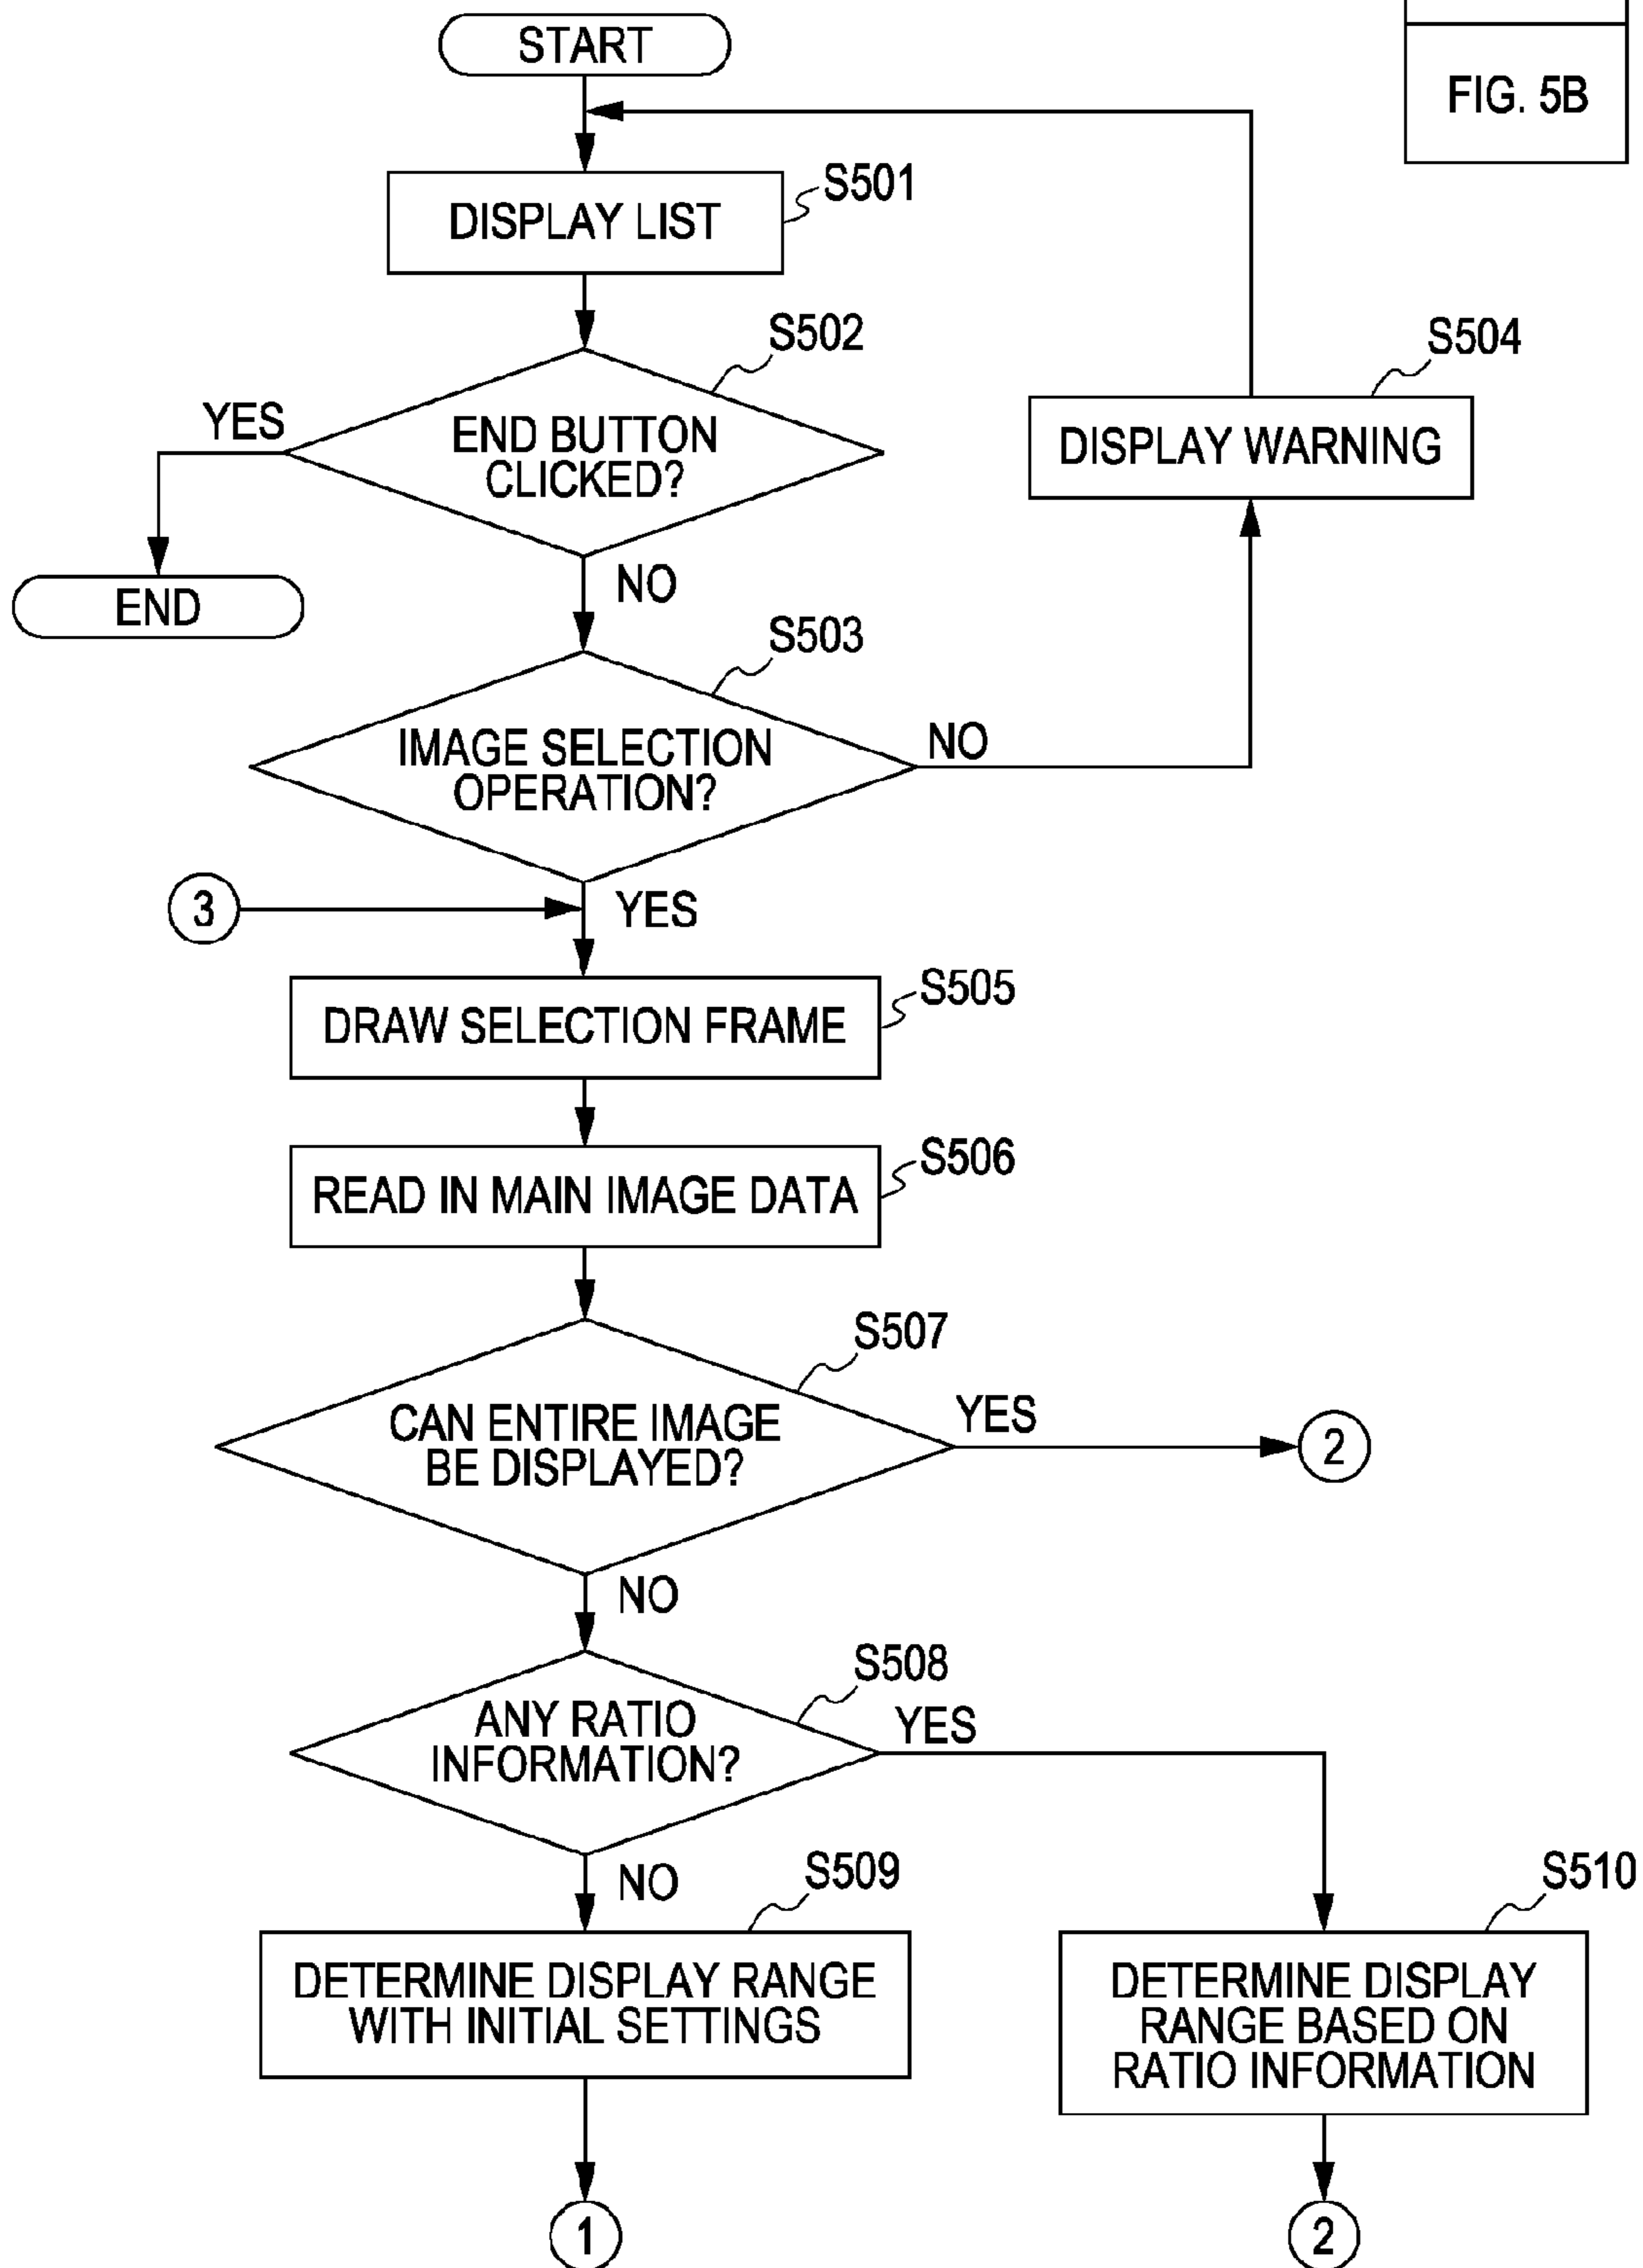 FIG. 5B
START
S501
DISPLAY LIST
S502
YES
END BUTTON
CLICKED?
S504
DISPLAY WARNING
NO
END
S503
IMAGE SELECTION
OPERATION?
NO
3
YES
S505
DRAW SELECTION FRAME
S506
READ IN MAIN IMAGE DATA
S507
CAN ENTIRE IMAGE
BE DISPLAYED?
YES
2
NO
S508
ANY RATIO
INFORMATION?
YES
NO
S509
DETERMINE DISPLAY RANGE
WITH INITIAL SETTINGS
S510
DETERMINE DISPLAY
RANGE BASED ON
RATIO INFORMATION
1
2